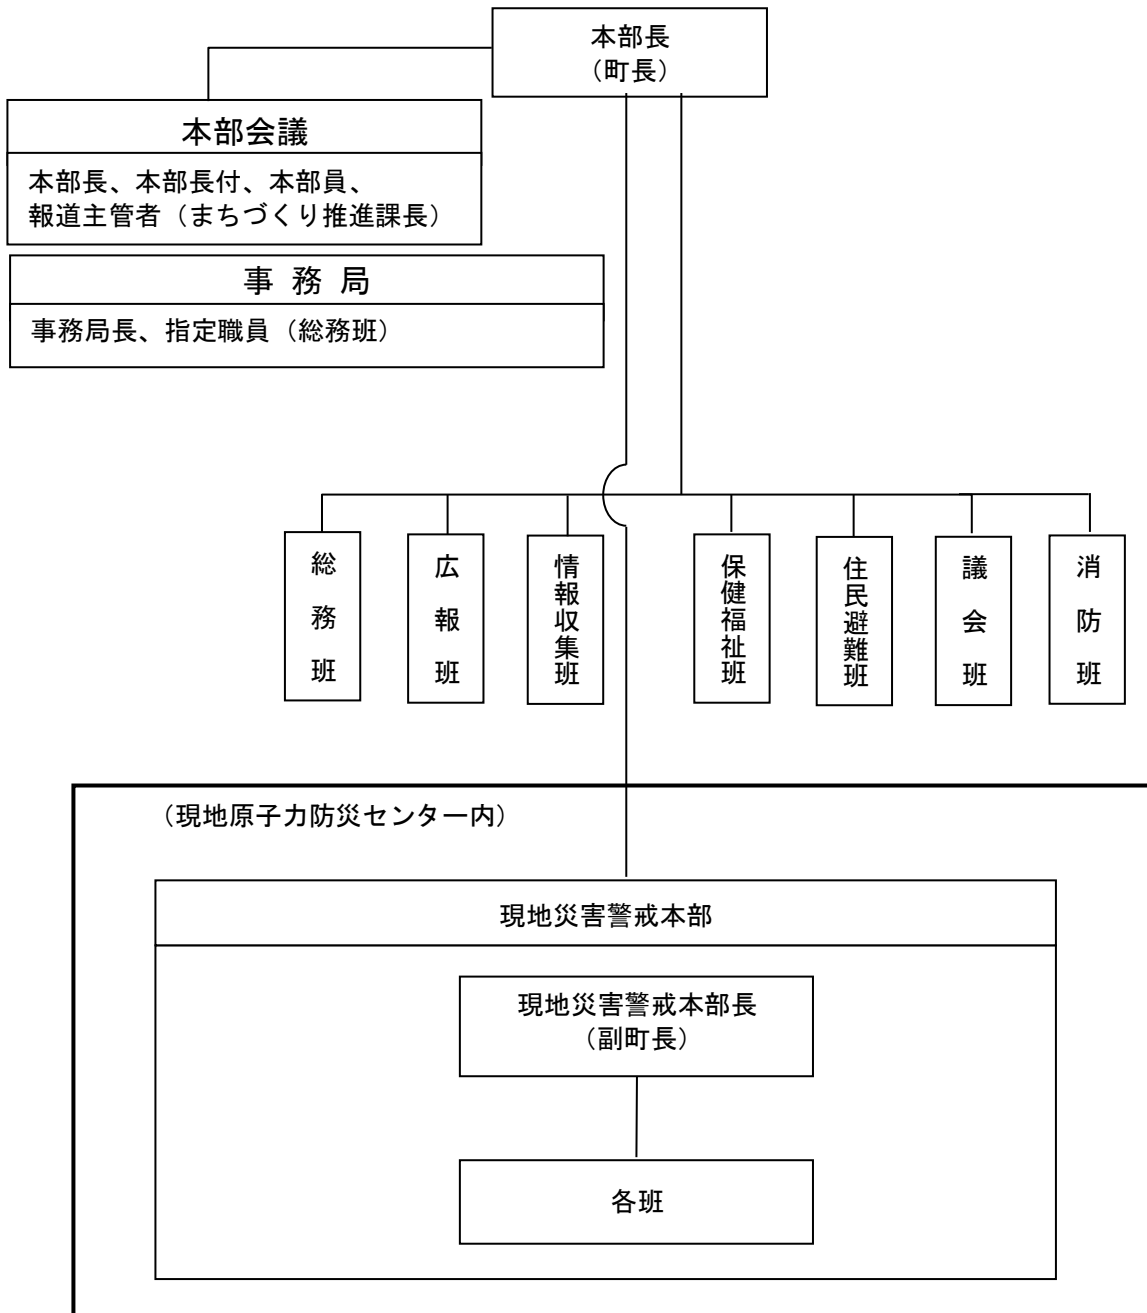 本部長
（町長）
本部会議
本部長、本部長付、本部員、
報道主管者（まちづくり推進課長）
事 務 局
事務局長、指定職員（総務班）
総務班
広報班
情報収集班
保健福祉班
住民避難班
議会班
消防班
（現地原子力防災センター内）
現地災害警戒本部
現地災害警戒本部長
（副町長）
各班